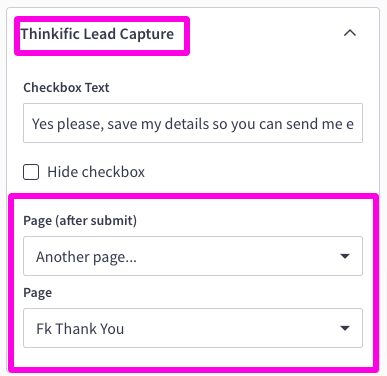 Thinkific Lead Capture
Checkbox Text
Yes please, save my details so you can send me e
Hide checkbox
Page (after submit)
Another page...
Page
Fk Thank You